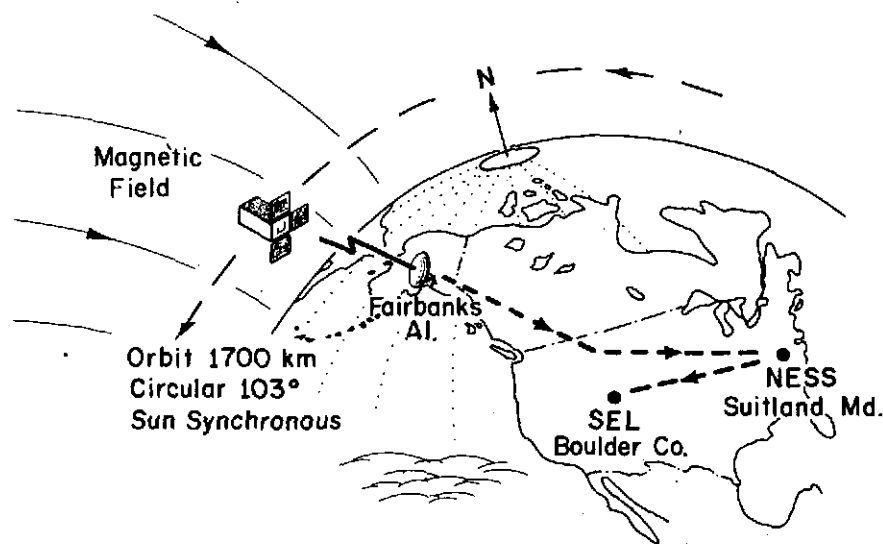 N
Magnetic
Field
Fairbanks
Al.
Orbit 1700 km
Circular 103°
Sun Synchronous
NESS
Suitland Md.
SEL
Boulder Co.